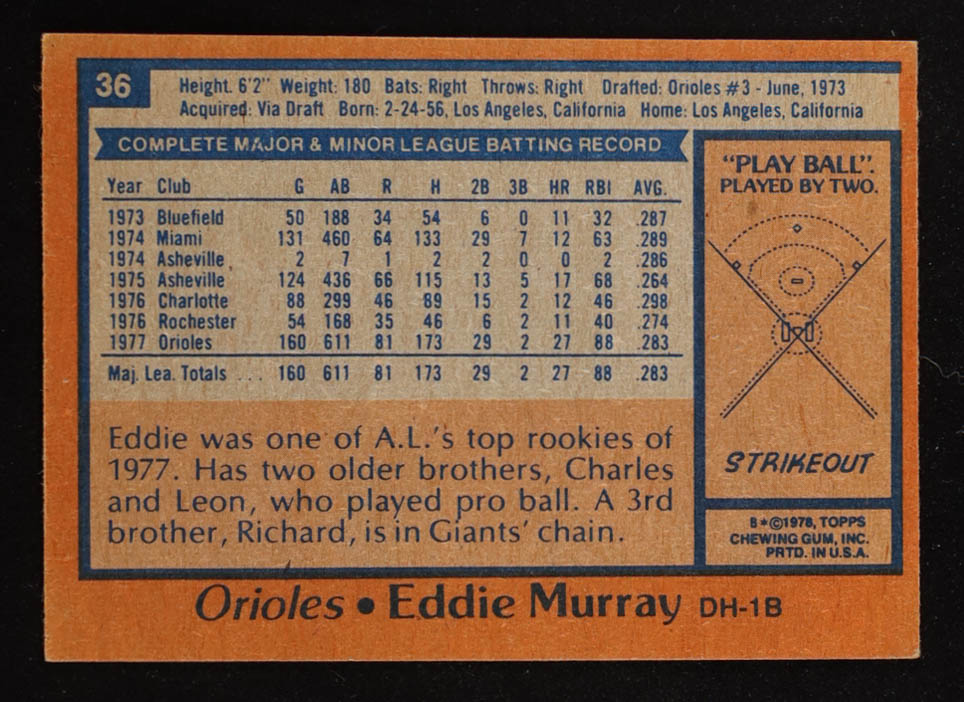 36
Height. 6'2" Weight: 180 Bats: Right Throws: Right Drafted: Orioles #3 - June, 1973
Acquired: Via Draft Born: 2-24-56, Los Angeles, California Home: Los Angeles, California
COMPLETE MAJOR & MINOR LEAGUE BATTING RECORD
Year Club G AB R H 2B 3B HR RBI AVG.
1973 Bluefield 50 188 34 54 6 0 11 32 .287
1974 Miami 131 460 64 133 29 7 12 63 .289
1974 Asheville 2 7 1 2 2 0 0 2 .286
1975 Asheville 124 436 66 115 13 5 17 68 .264
1976 Charlotte 88 299 46 89 15 2 12 46 .298
1976 Rochester 54 168 35 46 6 2 11 40 .274
1977 Orioles 160 611 81 173 29 2 27 88 .283
Maj. Lea. Totals ... 160 611 81 173 29 2 27 88 .283
Eddie was one of A.L.'s top rookies of
1977. Has two older brothers, Charles
and Leon, who played pro ball. A 3rd
brother, Richard, is in Giants' chain.
"PLAY BALL".
PLAYED BY TWO.
STRIKEOUT
B*©1978, TOPPS
CHEWING GUM, INC.
PRTD. IN U.S.A.
Orioles • Eddie Murray DH-1B